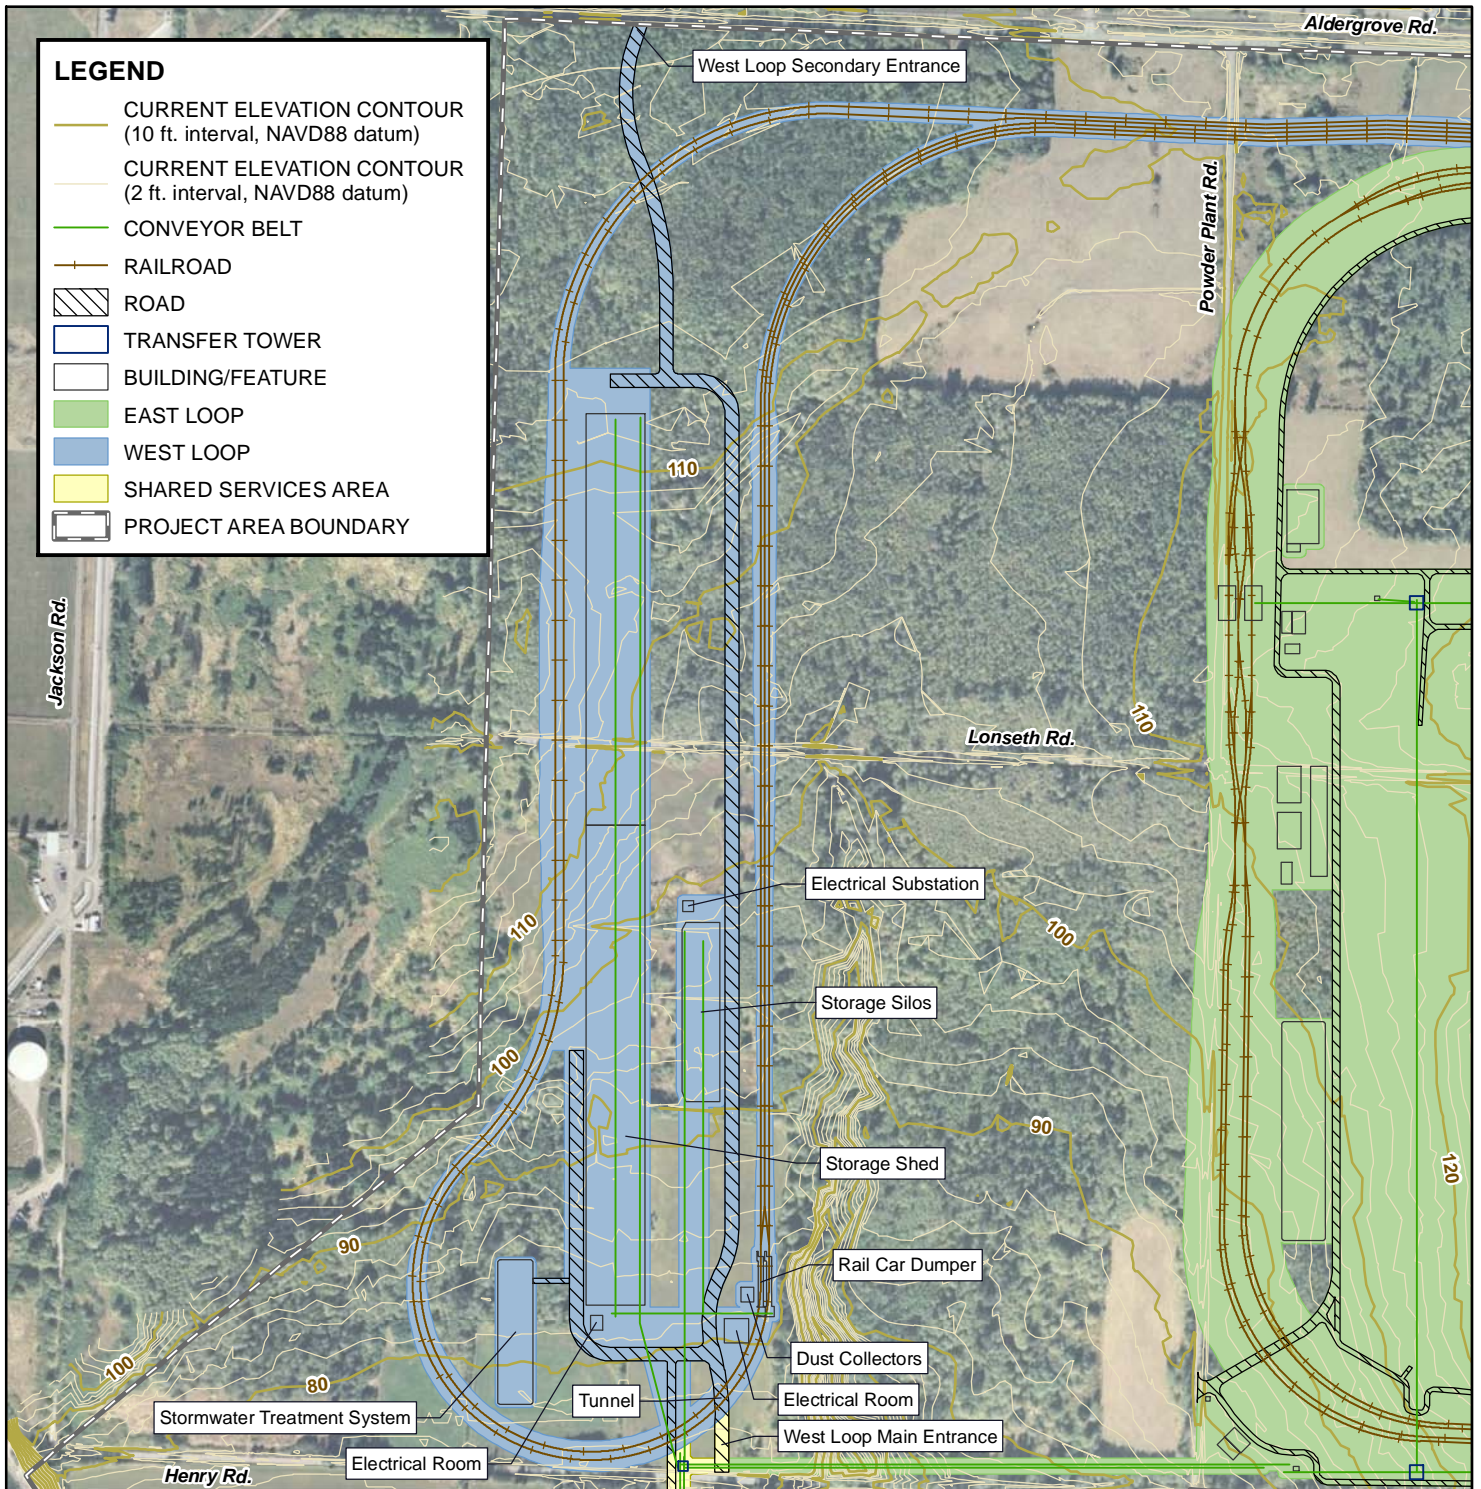 Aldergrove Rd.
West Loop Secondary Entrance
LEGEND
CURRENT ELEVATION CONTOUR
(10 ft. interval, NAVD88 datum)
CURRENT ELEVATION CONTOUR
(2 ft. interval, NAVD88 datum)
CONVEYOR BELT
RAILROAD
ROAD
TRANSFER TOWER
BUILDING/FEATURE
EAST LOOP
WEST LOOP
SHARED SERVICES AREA
PROJECT AREA BOUNDARY
Powder Plant Rd.
110
Jackson Rd.
110
Lonseth Rd.
Electrical Substation
110
100
Storage Silos
100
90
Storage Shed
120
90
Rail Car Dumper
Dust Collectors
100
80
Tunnel
Electrical Room
Stormwater Treatment System
West Loop Main Entrance
Electrical Room
Henry Rd.